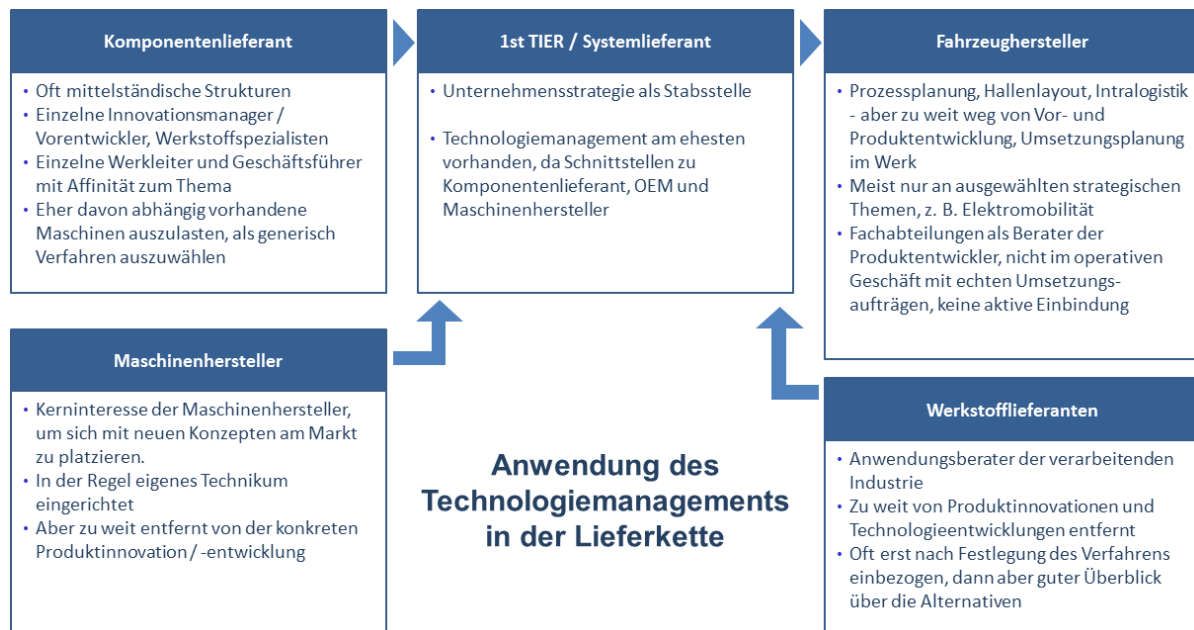 Komponentenlieferant
• Oft mittelständische Strukturen
• Einzelne Innovationsmanager /
Vorentwickler, Werkstoffspezialisten
• Einzelne Werkleiter und Geschäftsführer
mit Affinität zum Thema
• Eher davon abhängig vorhandene
Maschinen auszulasten, als generisch
Verfahren auszuwählen
1st TIER / Systemlieferant
• Unternehmensstrategie als Stabsstelle
• Technologiemanagement am ehesten
vorhanden, da Schnittstellen zu
Komponentenlieferant, OEM und
Maschinenhersteller
Fahrzeughersteller
• Prozessplanung, Hallenlayout, Intralogistik
- aber zu weit weg von Vor- und
Produktentwicklung, Umsetzungsplanung
im Werk
• Meist nur an ausgewählten strategischen
Themen, z. B. Elektromobilität
• Fachabteilungen als Berater der
Produktentwickler, nicht im operativen
Geschäft mit echten Umsetzungs-
aufträgen, keine aktive Einbindung
Maschinenhersteller
• Kerninteresse der Maschinenhersteller,
um sich mit neuen Konzepten am Markt
zu platzieren.
• In der Regel eigenes Technikum
eingerichtet
• Aber zu weit entfernt von der konkreten
Produktinnovation / -entwicklung
Anwendung des
Technologiemanagements
in der Lieferkette
Werkstofflieferanten
• Anwendungsberater der verarbeitenden
Industrie
• Zu weit von Produktinnovationen und
Technologieentwicklungen entfernt
• Oft erst nach Festlegung des Verfahrens
einbezogen, dann aber guter Überblick
über die Alternativen